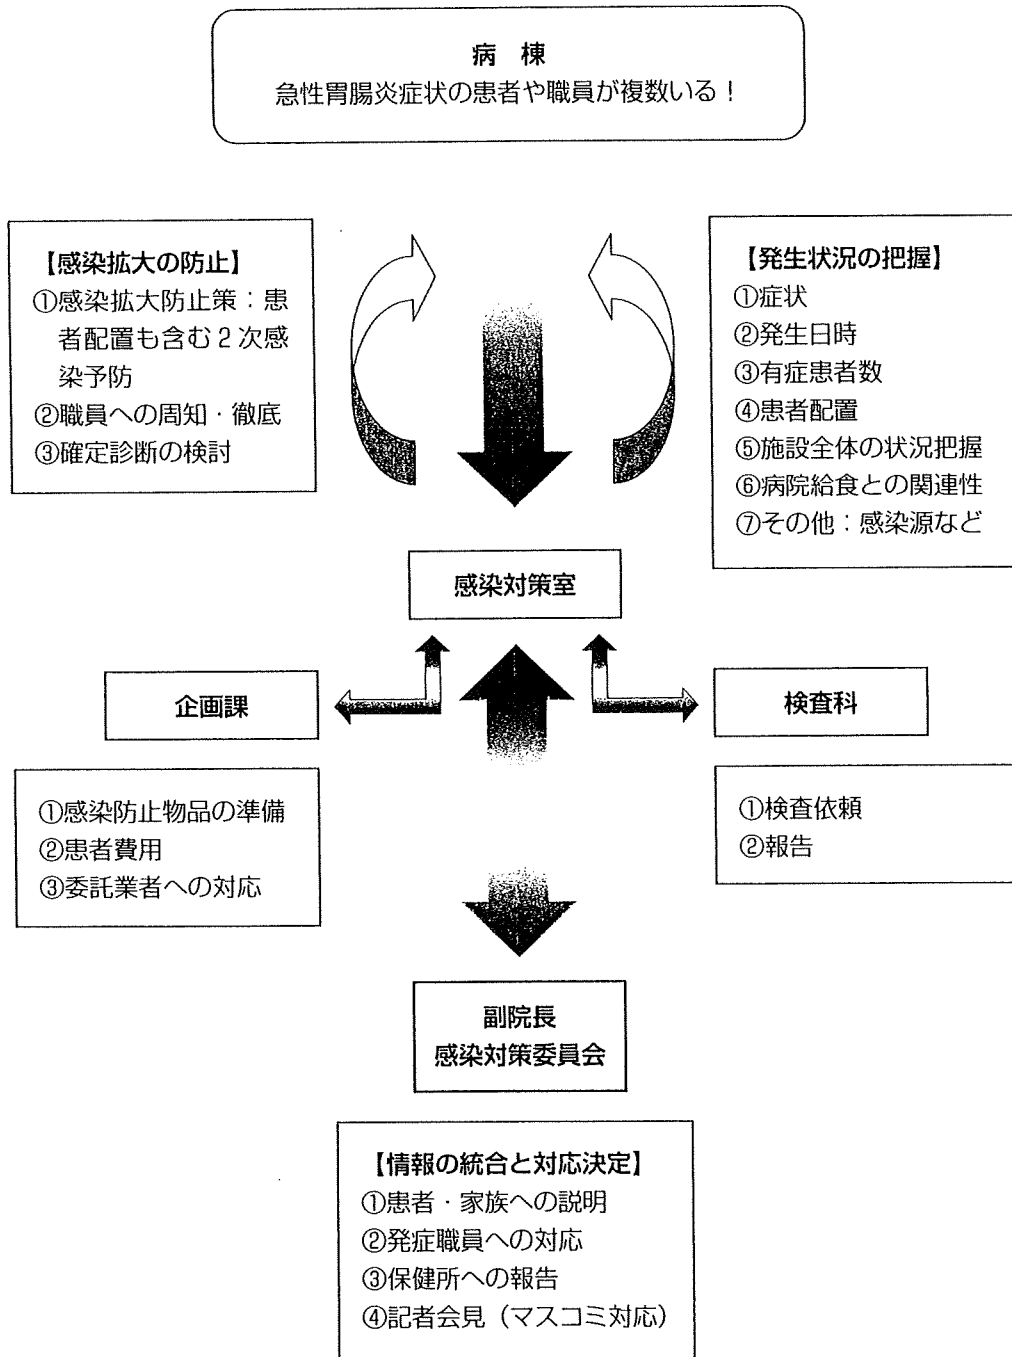 病 棟
急性胃腸炎症状の患者や職員が複数いる！
【感染拡大の防止】
①感染拡大防止策：患
者配置も含む２次感
染予防
②職員への周知・徹底
③確定診断の検討
【発生状況の把握】
①症状
②発生日時
③有症患者数
④患者配置
⑤施設全体の状況把握
⑥病院給食との関連性
⑦その他：感染源など
感染対策室
企画課
検査科
①感染防止物品の準備
②患者費用
③委託業者への対応
①検査依頼
②報告
副院長
感染対策委員会
【情報の統合と対応決定】
①患者・家族への説明
②発症職員への対応
③保健所への報告
④記者会見（マスコミ対応）